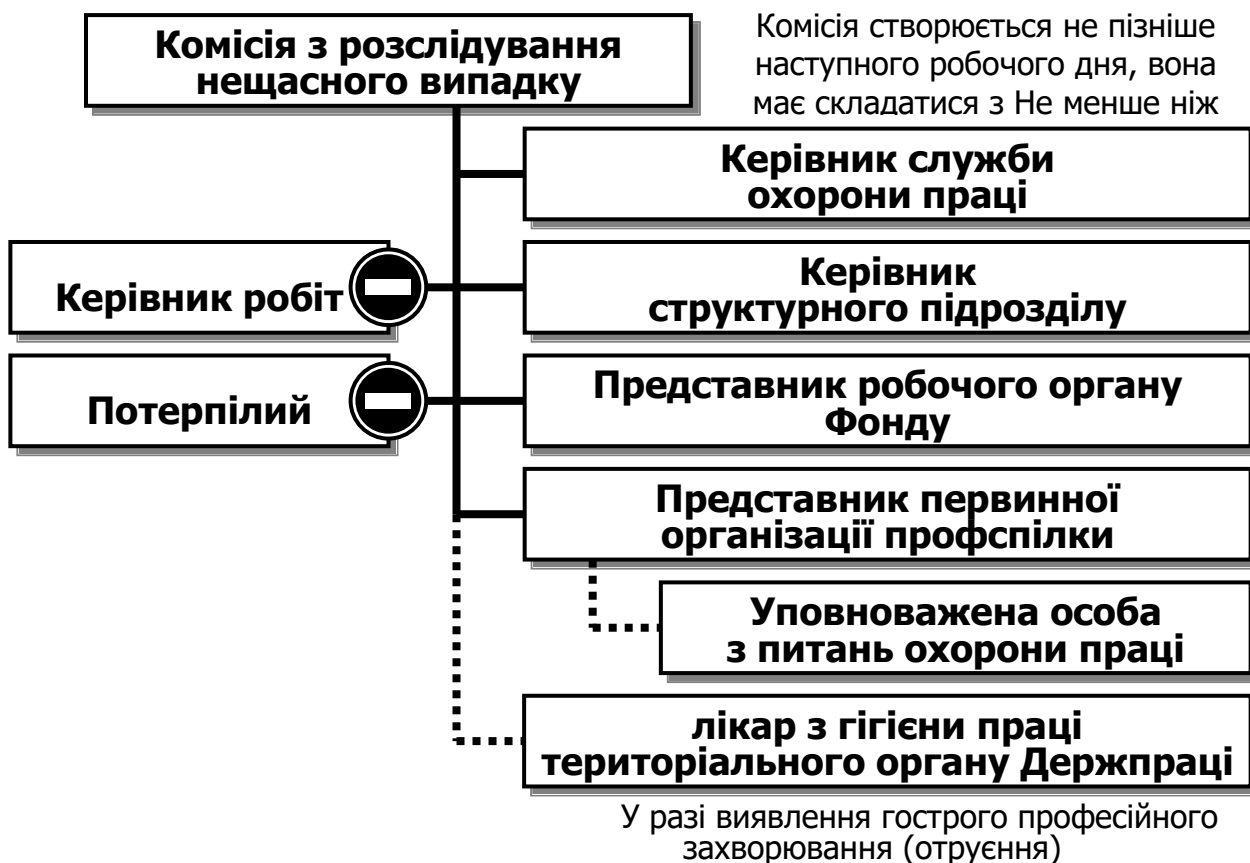 Комісія з розслідування
нещасного випадку
Комісія створюється не пізніше
наступного робочого дня, вона
має складатися з Не менше ніж
Керівник служби
охорони праці
Керівник робіт
Керівник
структурного підрозділу
Потерпілий
Представник робочого органу
Фонду
Представник первинної
організації профспілки
Уповноважена особа
з питань охорони праці
лікар з гігієни праці
територіального органу Держпраці
У разі виявлення гострого професійного
захворювання (отруєння)